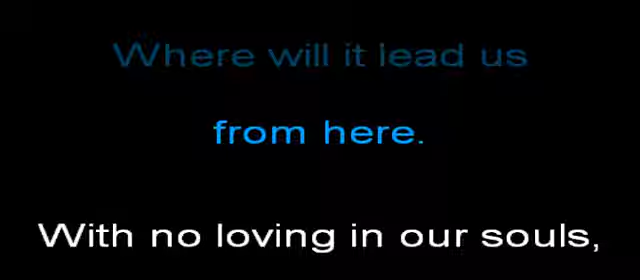 Where will it lead us
from here.
With no loving in our souls,